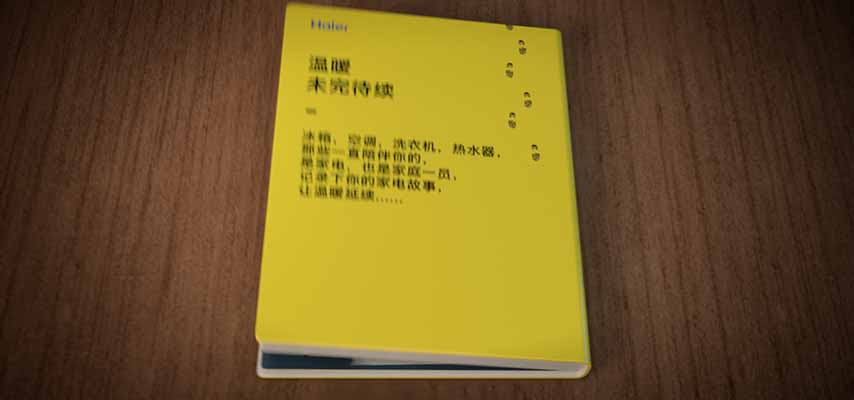 Haier
温暖
未完待续
冰箱，空调，洗衣机，热水器，
那些一直陪伴你的，
是家电，也是家庭一员，
记录下你的家电故事，
让温暖延续……